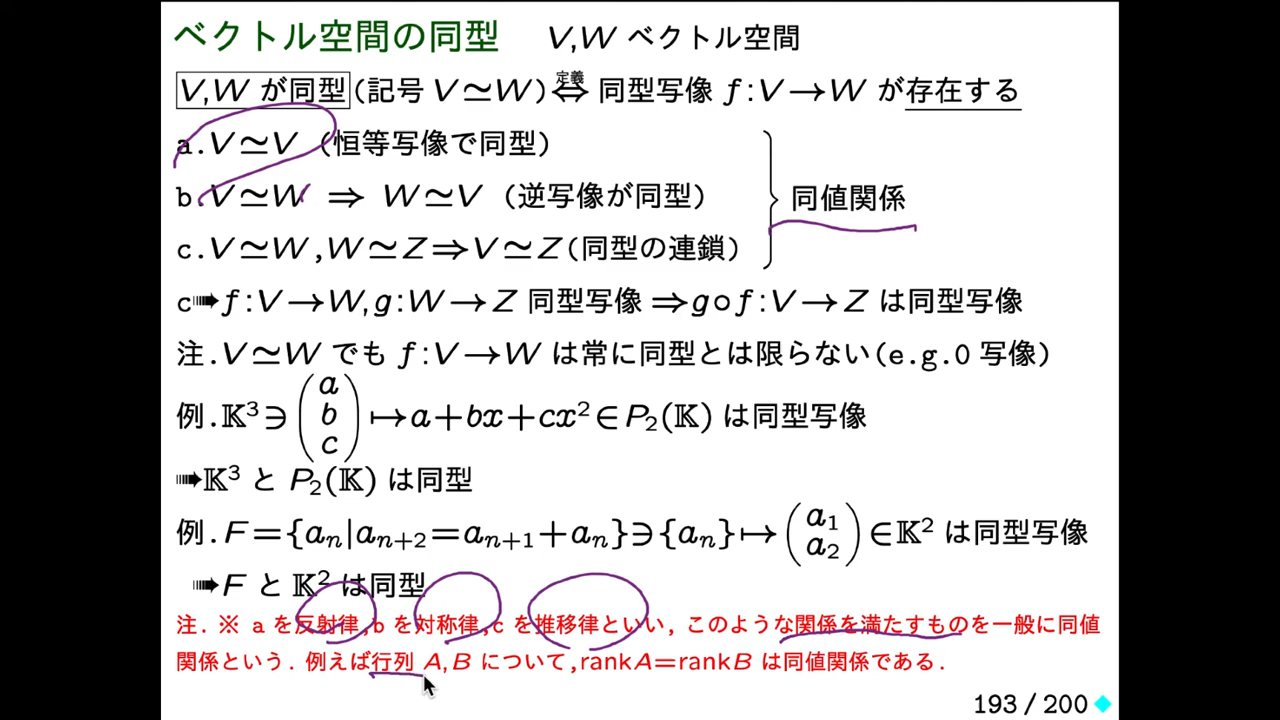 ベクトル空間の同型 V,W ベクトル空間
V,W が同型(記号 V≃W)⇔定義 同型写像 f:V→W が存在する
a.V≃V (恒等写像で同型)
b.V≃W ⇒ W≃V (逆写像が同型)
同値関係
c.V≃W,W≃Z⇒V≃Z(同型の連鎖)
c➠f:V→W,g:W→Z 同型写像 ⇒g∘f:V→Z は同型写像
注.V≃W でも f:V→W は常に同型とは限らない(e.g.0 写像)
例.𝕂³∋(a b c)↦a+bx+cx²∈P₂(𝕂) は同型写像
➠𝕂³ と P₂(𝕂) は同型
例.F={aₙ|aₙ₊₂=aₙ₊₁+aₙ}∋{aₙ}↦(a₁ a₂)∈𝕂² は同型写像
➠F と 𝕂² は同型
注. ※ a を反射律,b を対称律,c を推移律といい, このような関係を満たすものを一般に同値
関係という. 例えば行列 A,B について,rankA=rankB は同値関係である.
193 / 200